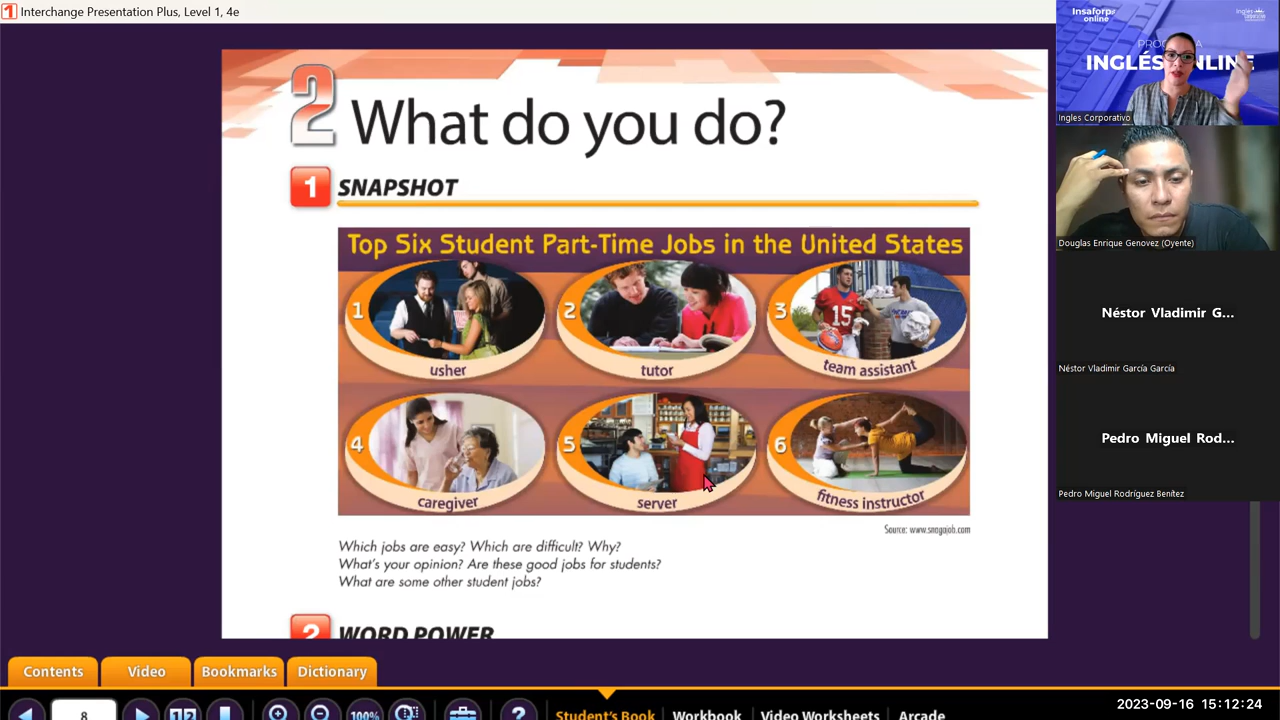 Interchange Presentation Plus, Level 1, 4e
2 What do you do?
1 SNAPSHOT
Top Six Student Part-Time Jobs in the United States
1 usher
2 tutor
3 team assistant
4 caregiver
5 server
6 fitness instructor
15
Source: www.snagajob.com
Which jobs are easy? Which are difficult? Why?
What's your opinion? Are these good jobs for students?
What are some other student jobs?
2 WORD POWER
Contents
Video
Bookmarks
Dictionary
8
100%
?
Student's Book
Workbook
Video Worksheets
Arcade
2023-09-16 15:12:24
Insaforp
online
INGLÉS ONLINE
Ingles Corporativo
Douglas Enrique Genovez (Oyente)
Néstor Vladimir G...
Néstor Vladimir García García
Pedro Miguel Rod...
Pedro Miguel Rodríguez Benítez